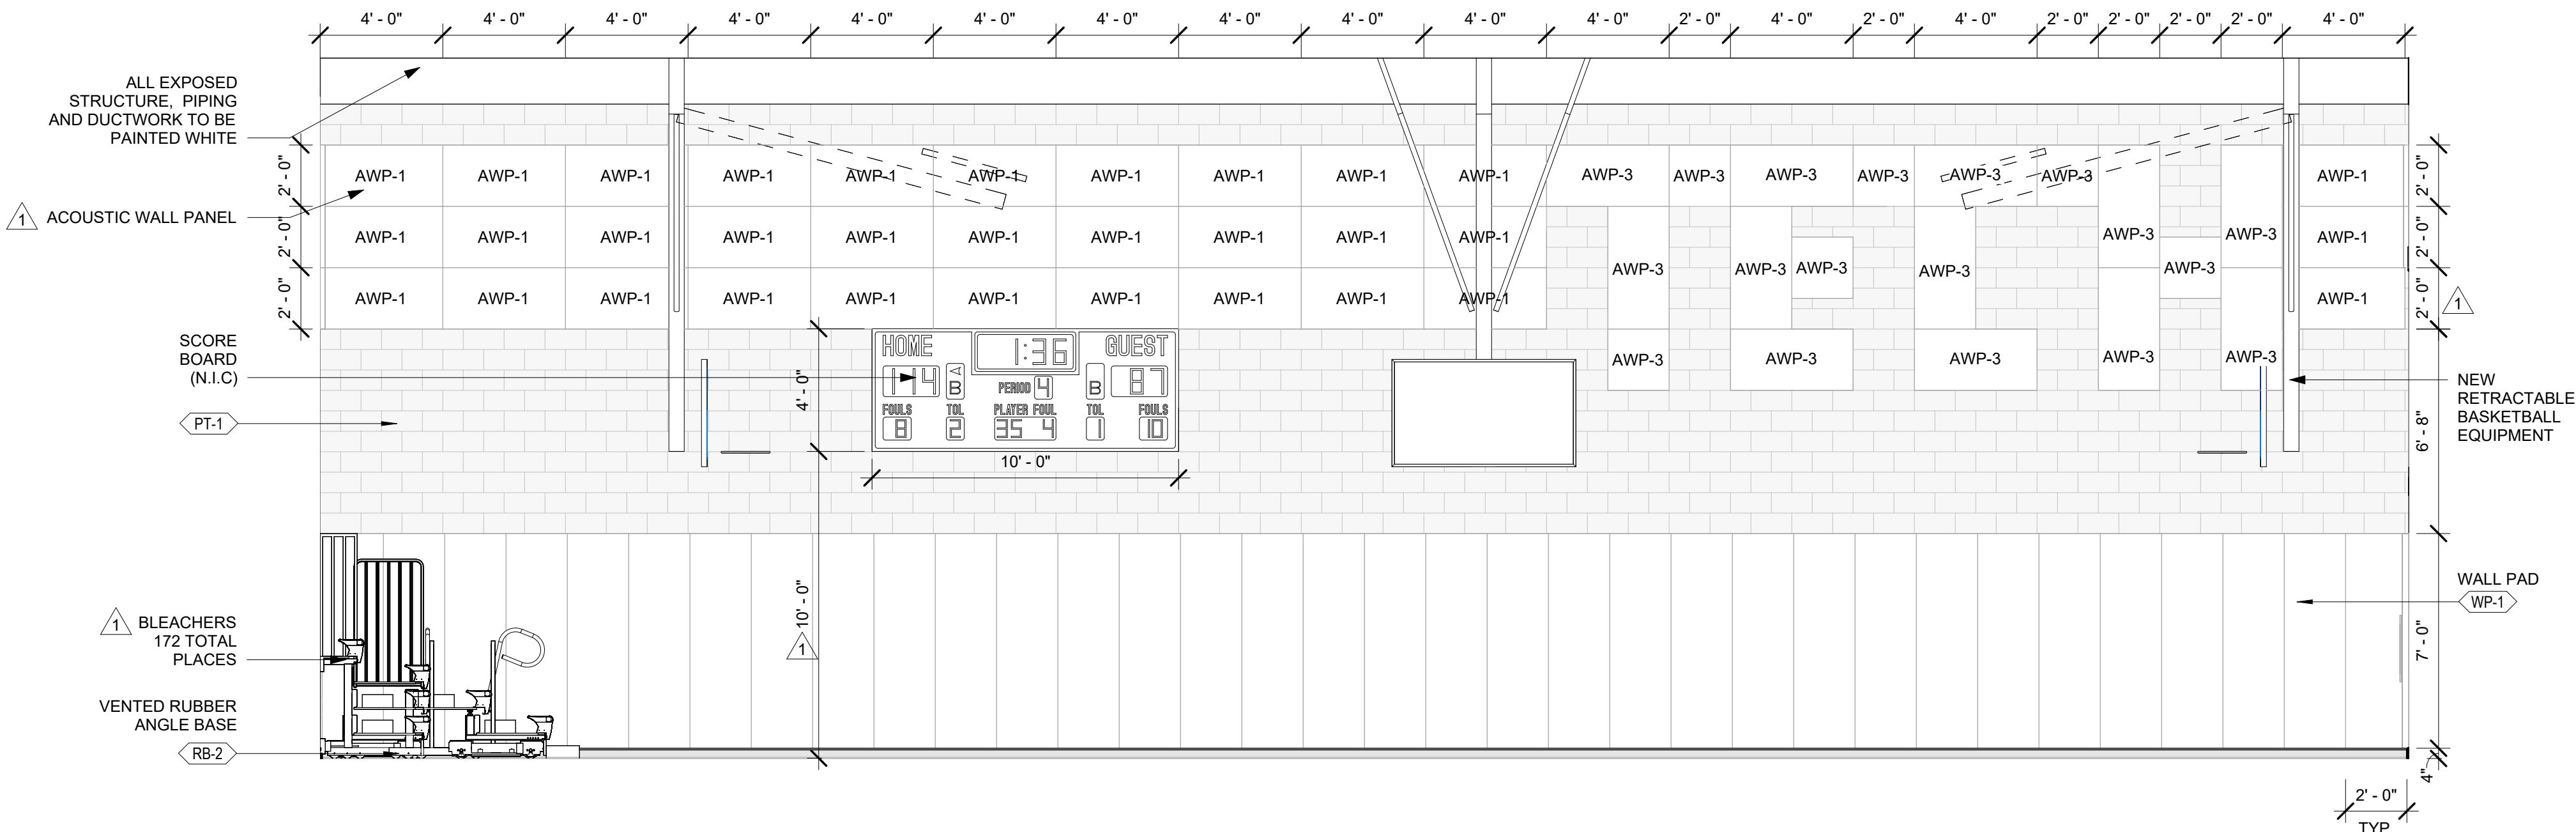 4' - 0" 4' - 0" 4' - 0" 4' - 0" 4' - 0" 4' - 0" 4' - 0" 4' - 0" 4' - 0" 4' - 0" 4' - 0" 2' - 0" 4' - 0" 2' - 0" 4' - 0" 2' - 0" 2' - 0" 2' - 0" 2' - 0" 4' - 0"
ALL EXPOSED
STRUCTURE, PIPING
AND DUCTWORK TO BE
PAINTED WHITE
2' - 0"
AWP-1 AWP-1 AWP-1 AWP-1 AWP-1 AWP-1 AWP-1 AWP-1 AWP-1 AWP-1 AWP-3 AWP-3 AWP-3 AWP-3 AWP-3 AWP-3 AWP-1
2' - 0"
1 ACOUSTIC WALL PANEL
2' - 0"
AWP-1 AWP-1 AWP-1 AWP-1 AWP-1 AWP-1 AWP-1 AWP-1 AWP-1 AWP-1 AWP-3 AWP-3 AWP-1
2' - 0"
AWP-3 AWP-3 AWP-3 AWP-3 AWP-3
2' - 0"
AWP-1 AWP-1 AWP-1 AWP-1 AWP-1 AWP-1 AWP-1 AWP-1 AWP-1 AWP-1 AWP-1
2' - 0"
1
SCORE
BOARD
(N.I.C)
HOME 1:36 GUEST
114 B PERIOD 4 B 87
FOULS TOL PLAYER FOUL TOL FOULS
8 2 35 4 1 10
AWP-3 AWP-3 AWP-3 AWP-3 AWP-3
4' - 0"
10' - 0"
NEW
RETRACTABLE
BASKETBALL
EQUIPMENT
PT-1
6' - 8"
WALL PAD
WP-1
10' - 0"
1
1 BLEACHERS
172 TOTAL
PLACES
7' - 0"
VENTED RUBBER
ANGLE BASE
RB-2
4"
2' - 0"
TYP